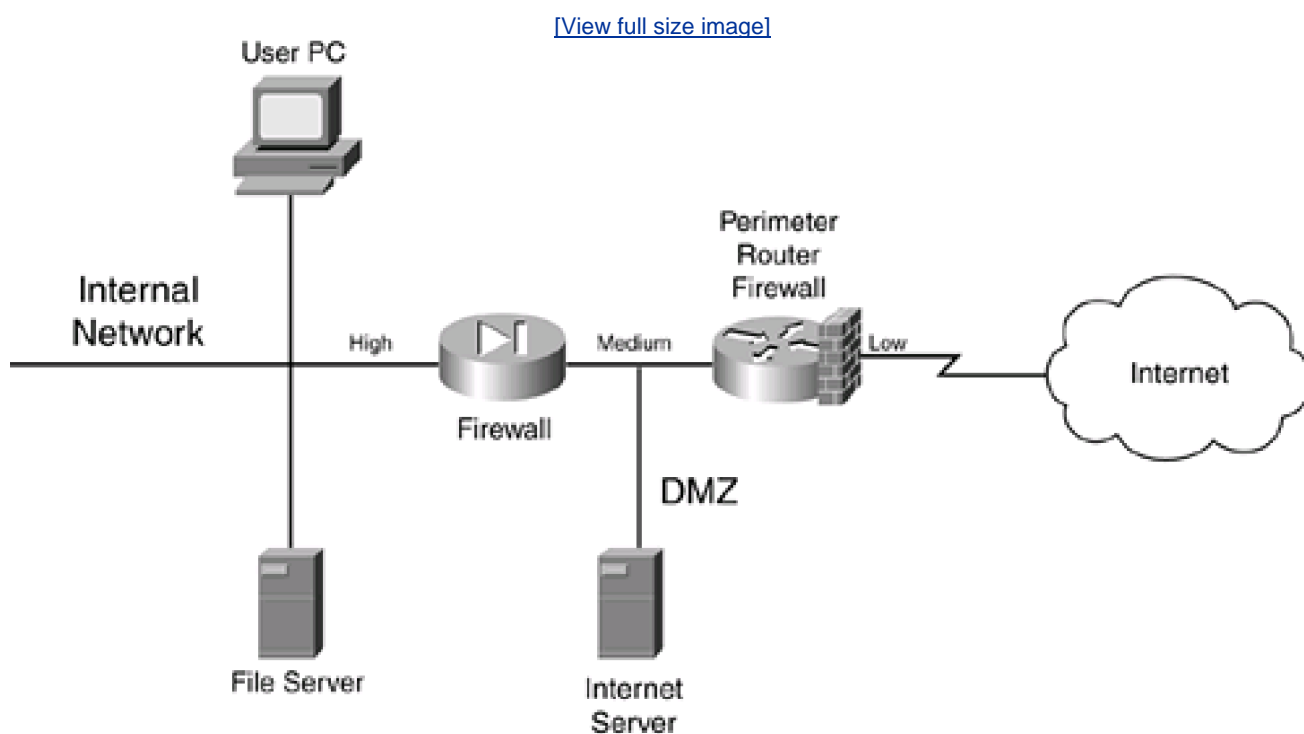 [View full size image]
User PC
Perimeter
Router
Firewall
Internal
Network
High
Medium
Low
Internet
Firewall
DMZ
File Server
Internet
Server